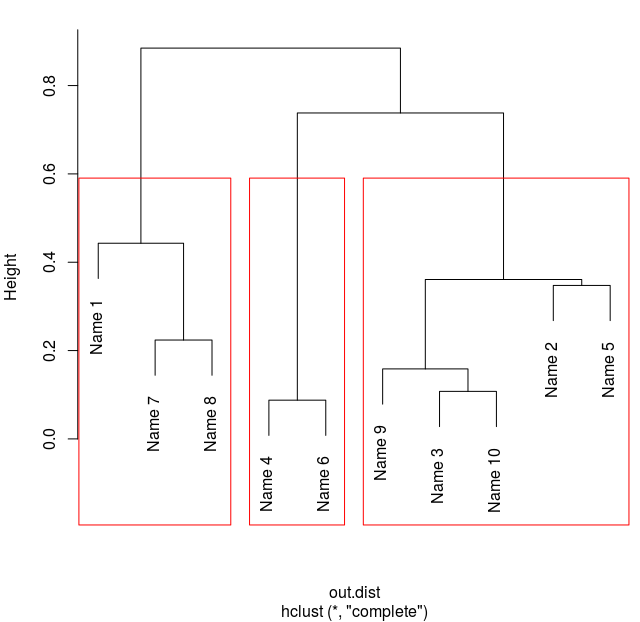 Height
0.8
0.6
0.4
0.2
0.0
Name 1
Name 7
Name 8
Name 4
Name 6
Name 9
Name 3
Name 10
Name 2
Name 5
out.dist
hclust (*, "complete")